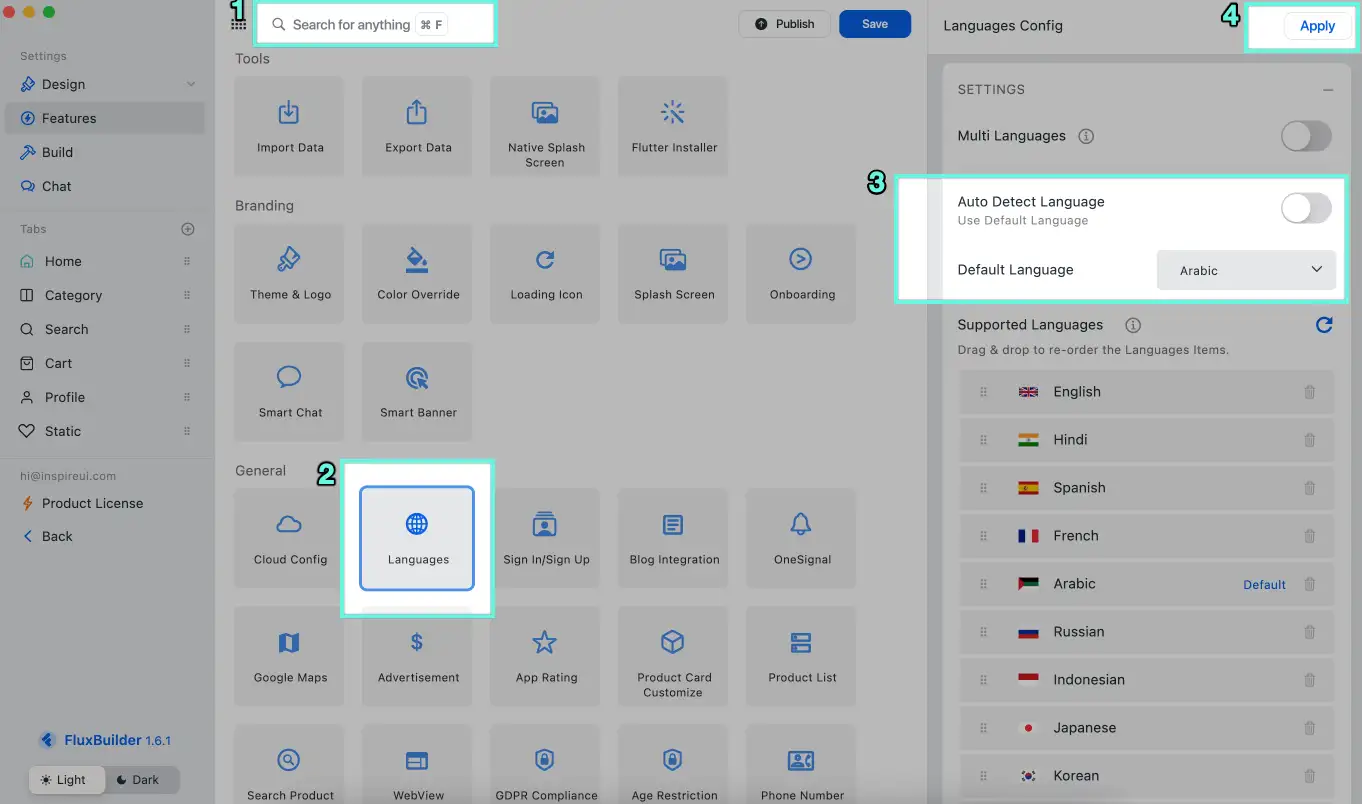 1
Search for anything ⌘ F
Publish
Save
Languages Config
4
Apply
Settings
Design
Features
Build
Chat
Tabs
Home
Category
Search
Cart
Profile
Static
hi@inspireui.com
Product License
Back
FluxBuilder 1.6.1
Light
Dark
Tools
Import Data
Export Data
Native Splash
Screen
Flutter Installer
Branding
Theme & Logo
Color Override
Loading Icon
Splash Screen
Onboarding
Smart Chat
Smart Banner
General
2
Cloud Config
Languages
Sign In/Sign Up
Blog Integration
OneSignal
Google Maps
Advertisement
App Rating
Product Card
Customize
Product List
Search Product
WebView
GDPR Compliance
Age Restriction
Phone Number
SETTINGS
Multi Languages
3
Auto Detect Language
Use Default Language
Default Language
Arabic
Supported Languages
Drag & drop to re-order the Languages Items.
English
Hindi
Spanish
French
Arabic
Default
Russian
Indonesian
Japanese
Korean